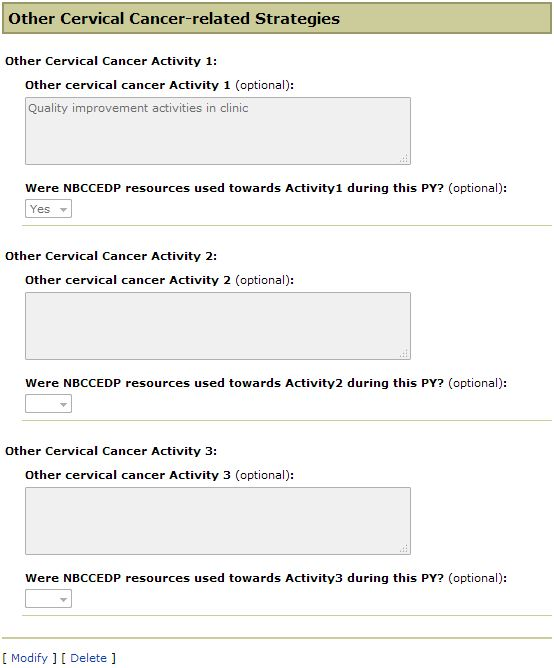 Other Cervical Cancer-related Strategies
Other Cervical Cancer Activity 1:
Other cervical cancer Activity 1 (optional):
Quality improvement activities in clinic
Were NBCCEDP resources used towards Activity1 during this PY? (optional):
Yes
Other Cervical Cancer Activity 2:
Other cervical cancer Activity 2 (optional):
Were NBCCEDP resources used towards Activity2 during this PY? (optional):
Other Cervical Cancer Activity 3:
Other cervical cancer Activity 3 (optional):
Were NBCCEDP resources used towards Activity3 during this PY? (optional):
[ Modify ] [ Delete ]